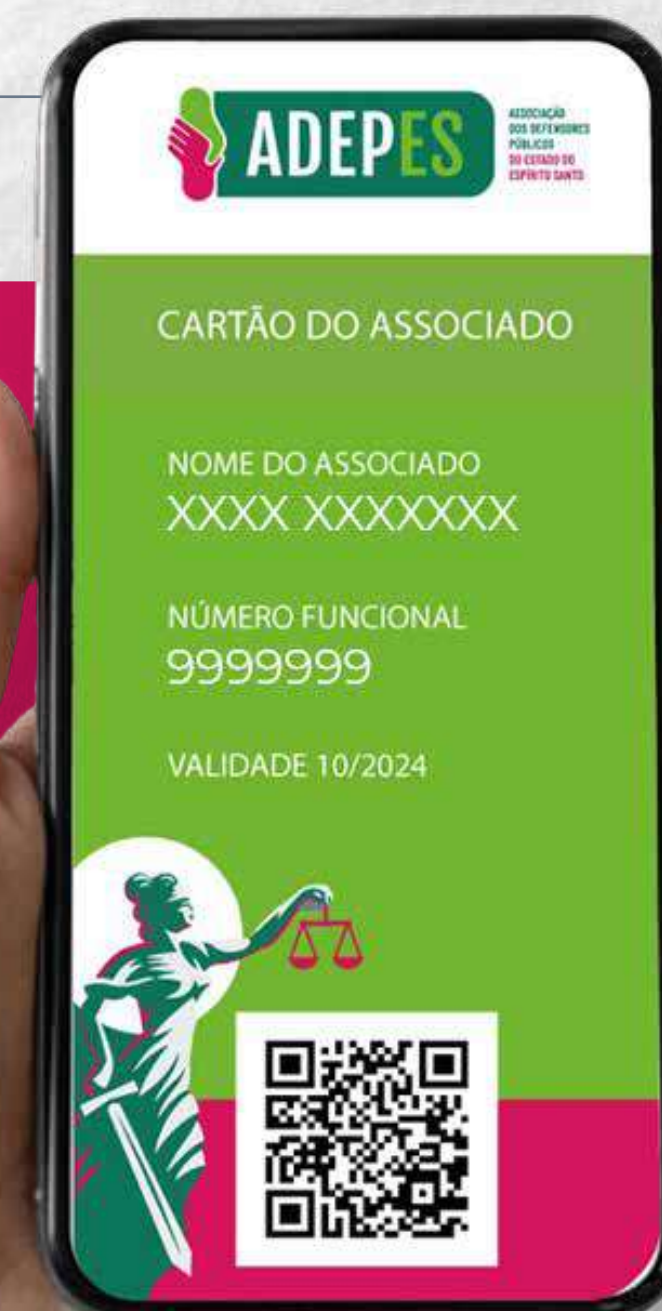 ADEPES
ASSOCIAÇÃO
DOS DEFENSORES
PÚBLICOS
DO ESTADO DO
ESPÍRITO SANTO
CARTÃO DO ASSOCIADO
NOME DO ASSOCIADO
XXXX XXXXXXX
NÚMERO FUNCIONAL
9999999
VALIDADE 10/2024